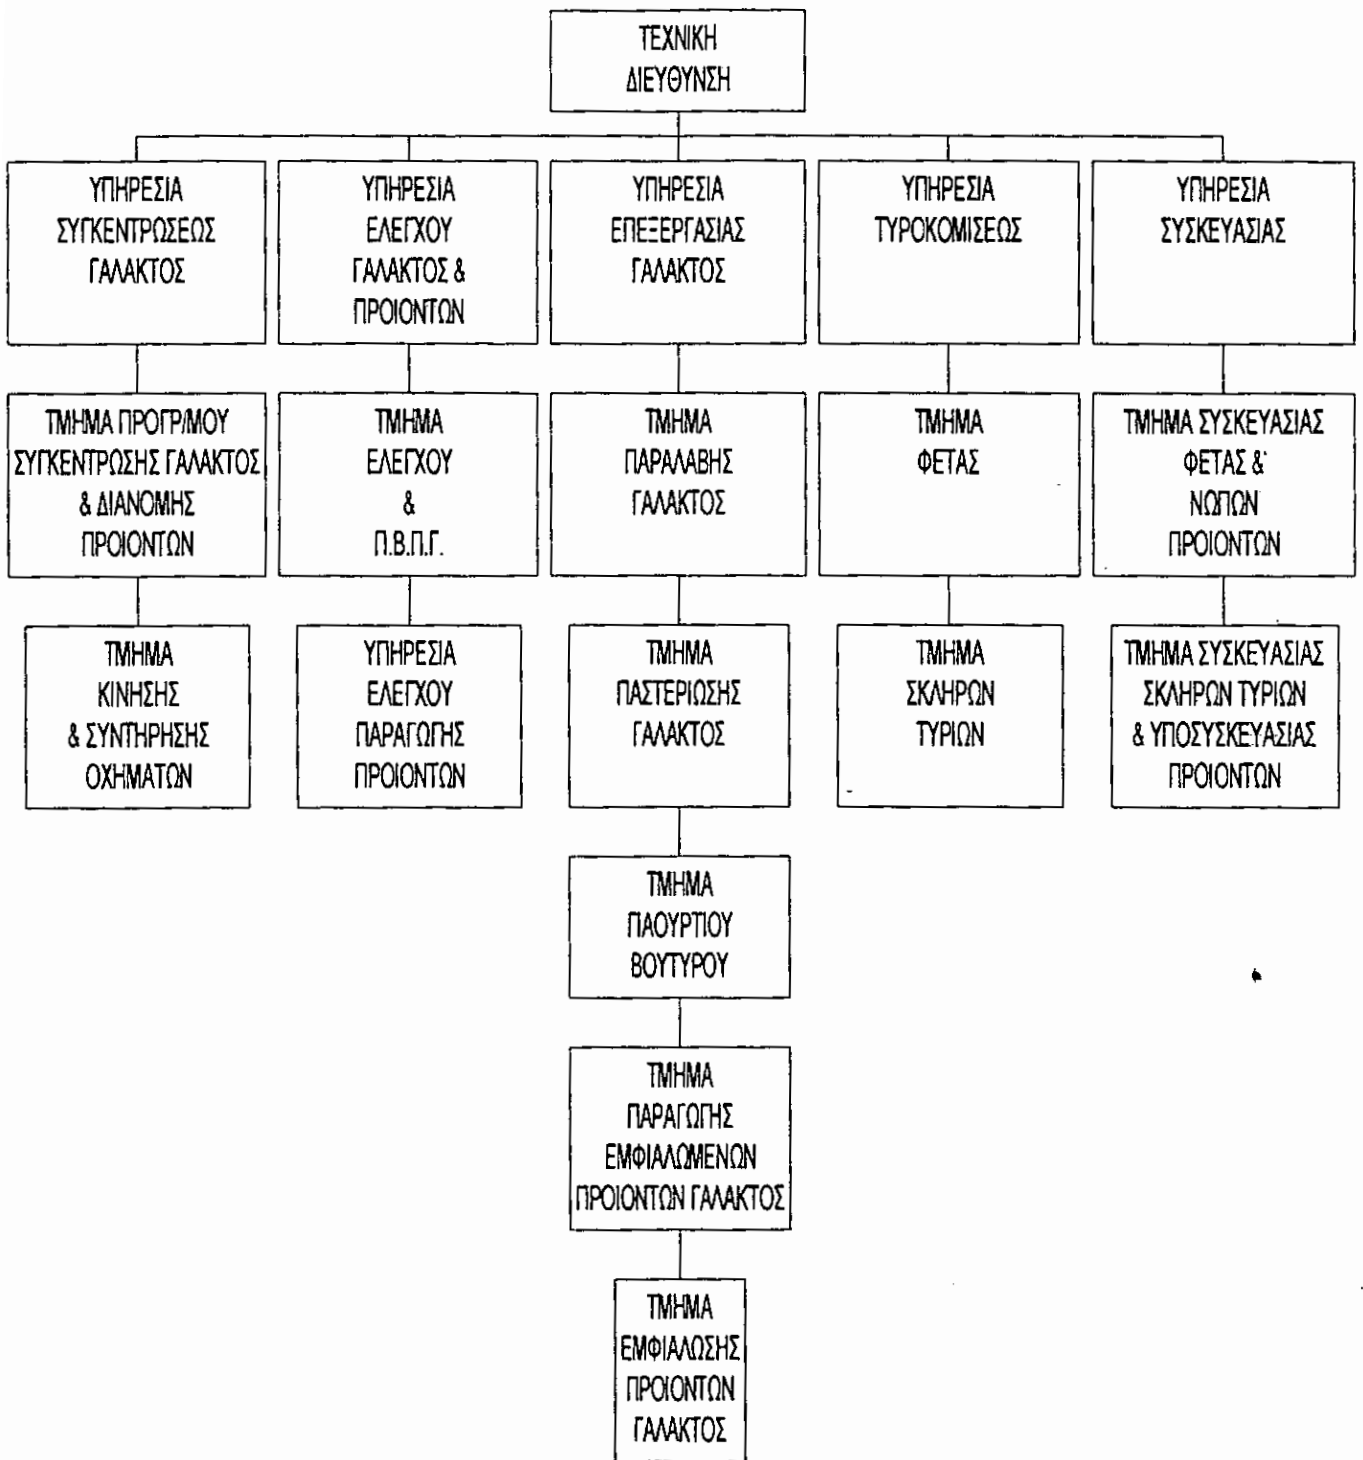 ΤΕΧΝΙΚΗ
ΔΙΕΥΘΥΝΣΗ
ΥΠΗΡΕΣΙΑ
ΣΥΓΚΕΝΤΡΩΣΕΩΣ
ΓΑΛΑΚΤΟΣ
ΥΠΗΡΕΣΙΑ
ΕΛΕΓΧΟΥ
ΓΑΛΑΚΤΟΣ &
ΠΡΟΙΟΝΤΩΝ
ΥΠΗΡΕΣΙΑ
ΕΠΕΞΕΡΓΑΣΙΑΣ
ΓΑΛΑΚΤΟΣ
ΥΠΗΡΕΣΙΑ
ΤΥΡΟΚΟΜΙΣΕΩΣ
ΥΠΗΡΕΣΙΑ
ΣΥΣΚΕΥΑΣΙΑΣ
ΤΜΗΜΑ ΠΡΟΓΡ/ΜΟΥ
ΣΥΓΚΕΝΤΡΩΣΗΣ ΓΑΛΑΚΤΟΣ
& ΔΙΑΝΟΜΗΣ
ΠΡΟΙΟΝΤΩΝ
ΤΜΗΜΑ
ΕΛΕΓΧΟΥ
&
Π.Β.Π.Γ.
ΤΜΗΜΑ
ΠΑΡΑΛΑΒΗΣ
ΓΑΛΑΚΤΟΣ
ΤΜΗΜΑ
ΦΕΤΑΣ
ΤΜΗΜΑ ΣΥΣΚΕΥΑΣΙΑΣ
ΦΕΤΑΣ &
ΝΩΠΩΝ
ΠΡΟΙΟΝΤΩΝ
ΤΜΗΜΑ
ΚΙΝΗΣΗΣ
& ΣΥΝΤΗΡΗΣΗΣ
ΟΧΗΜΑΤΩΝ
ΥΠΗΡΕΣΙΑ
ΕΛΕΓΧΟΥ
ΠΑΡΑΓΩΓΗΣ
ΠΡΟΙΟΝΤΩΝ
ΤΜΗΜΑ
ΠΑΣΤΕΡΙΩΣΗΣ
ΓΑΛΑΚΤΟΣ
ΤΜΗΜΑ
ΣΚΛΗΡΩΝ
ΤΥΡΙΩΝ
ΤΜΗΜΑ ΣΥΣΚΕΥΑΣΙΑΣ
ΣΚΛΗΡΩΝ ΤΥΡΙΩΝ
& ΥΠΟΣΥΣΚΕΥΑΣΙΑΣ
ΠΡΟΙΟΝΤΩΝ
ΤΜΗΜΑ
ΠΑΟΥΡΤΙΟΥ
ΒΟΥΤΥΡΟΥ
ΤΜΗΜΑ
ΠΑΡΑΓΩΓΗΣ
ΕΜΦΙΑΛΩΜΕΝΩΝ
ΠΡΟΙΟΝΤΩΝ ΓΑΛΑΚΤΟΣ
ΤΜΗΜΑ
ΕΜΦΙΑΛΩΣΗΣ
ΠΡΟΙΟΝΤΩΝ
ΓΑΛΑΚΤΟΣ